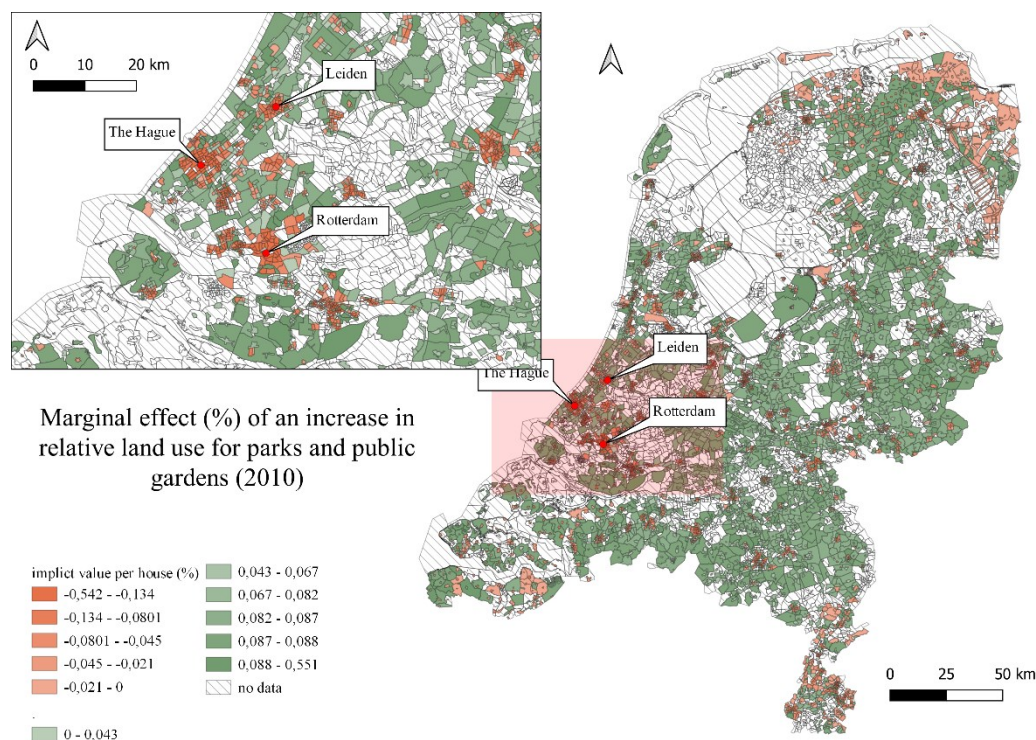 0 10 20 km
Leiden
The Hague
Rotterdam
Leiden
The Hague
Rotterdam
Marginal effect (%) of an increase in
relative land use for parks and public
gardens (2010)
implict value per house (%)
-0,542 - -0,134
-0,134 - -0,0801
-0,0801 - -0,045
-0,045 - -0,021
-0,021 - 0
.
0 - 0,043
0,043 - 0,067
0,067 - 0,082
0,082 - 0,087
0,087 - 0,088
0,088 - 0,551
no data
0 25 50 km